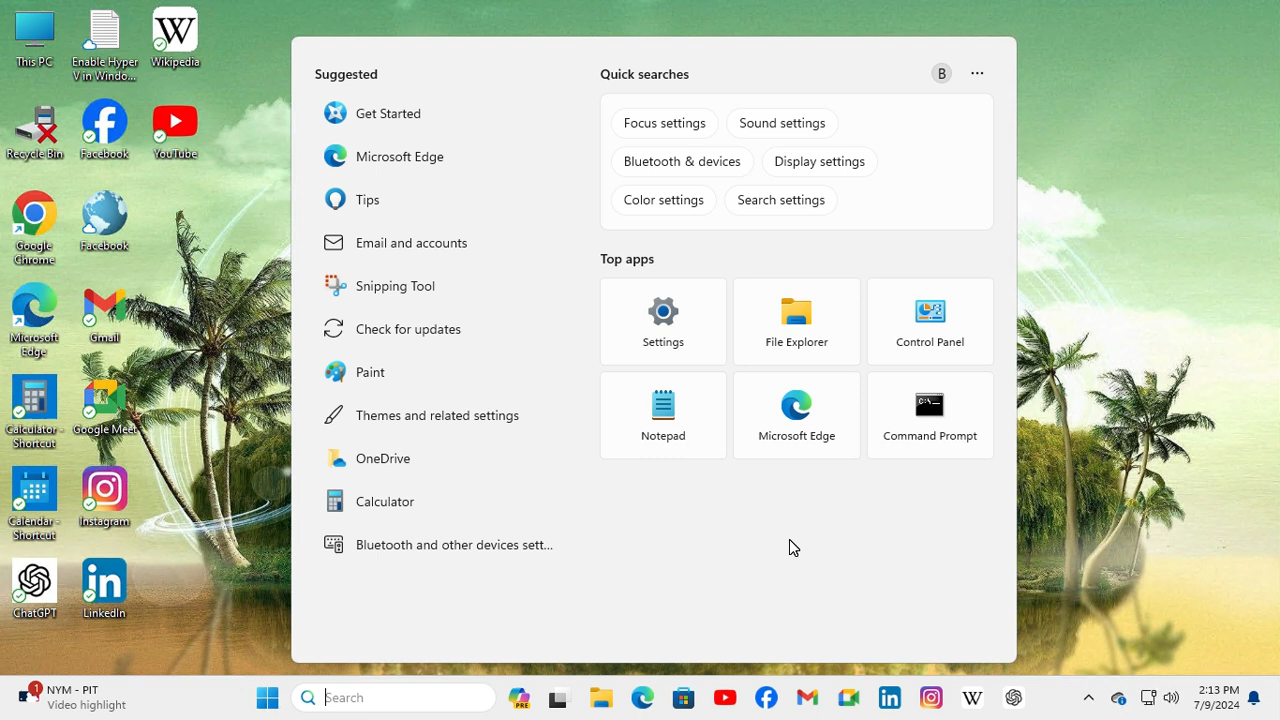 This PC
Enable Hyper
V in Windo...
Wikipedia
Recycle Bin
Facebook
YouTube
Google
Chrome
Facebook
Microsoft
Edge
Gmail
Calculator -
Shortcut
Google Meet
Calendar -
Shortcut
Instagram
ChatGPT
LinkedIn
Suggested
Get Started
Microsoft Edge
Tips
Email and accounts
Snipping Tool
Check for updates
Paint
Themes and related settings
OneDrive
Calculator
Bluetooth and other devices sett...
Quick searches
B
Focus settings
Sound settings
Bluetooth & devices
Display settings
Color settings
Search settings
Top apps
Settings
File Explorer
Control Panel
Notepad
Microsoft Edge
Command Prompt
1
NYM - PIT
Video highlight
Search
PRE
2:13 PM
7/9/2024